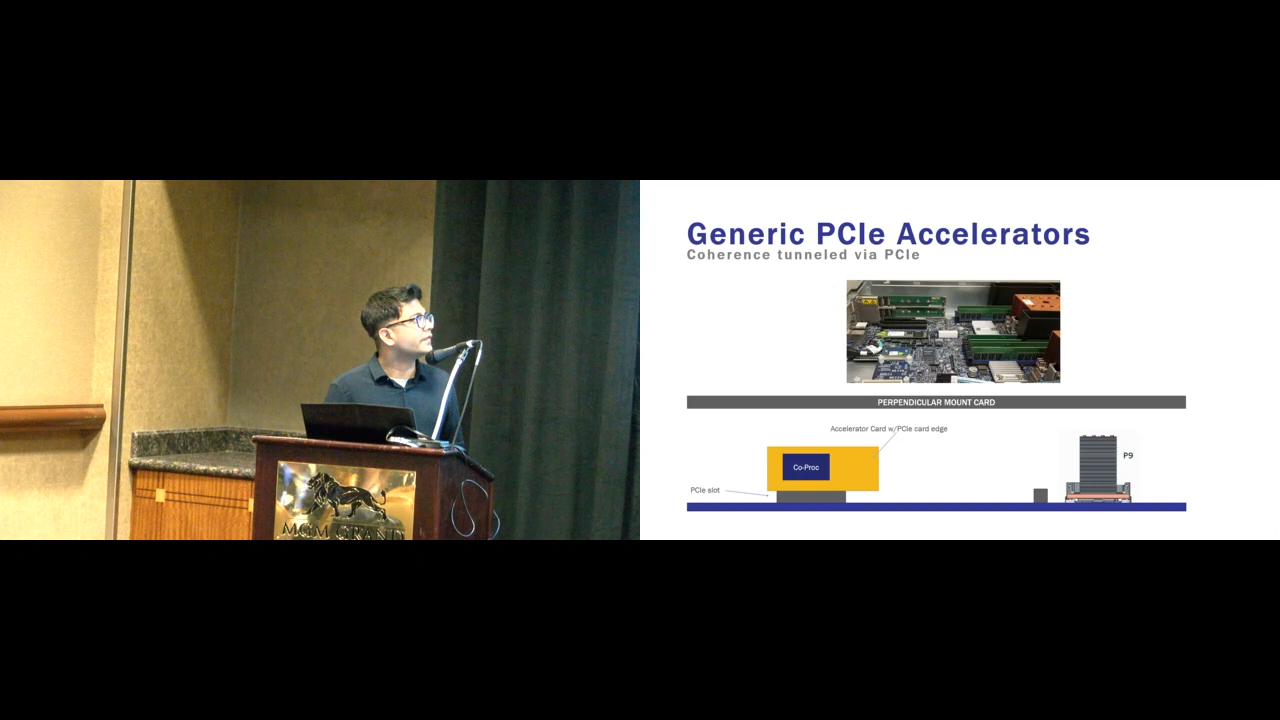 MGM GRAND
Generic PCIe Accelerators
Coherence tunneled via PCIe
PERPENDICULAR MOUNT CARD
Accelerator Card w/PCIe card edge
Co-Proc
P9
PCIe slot